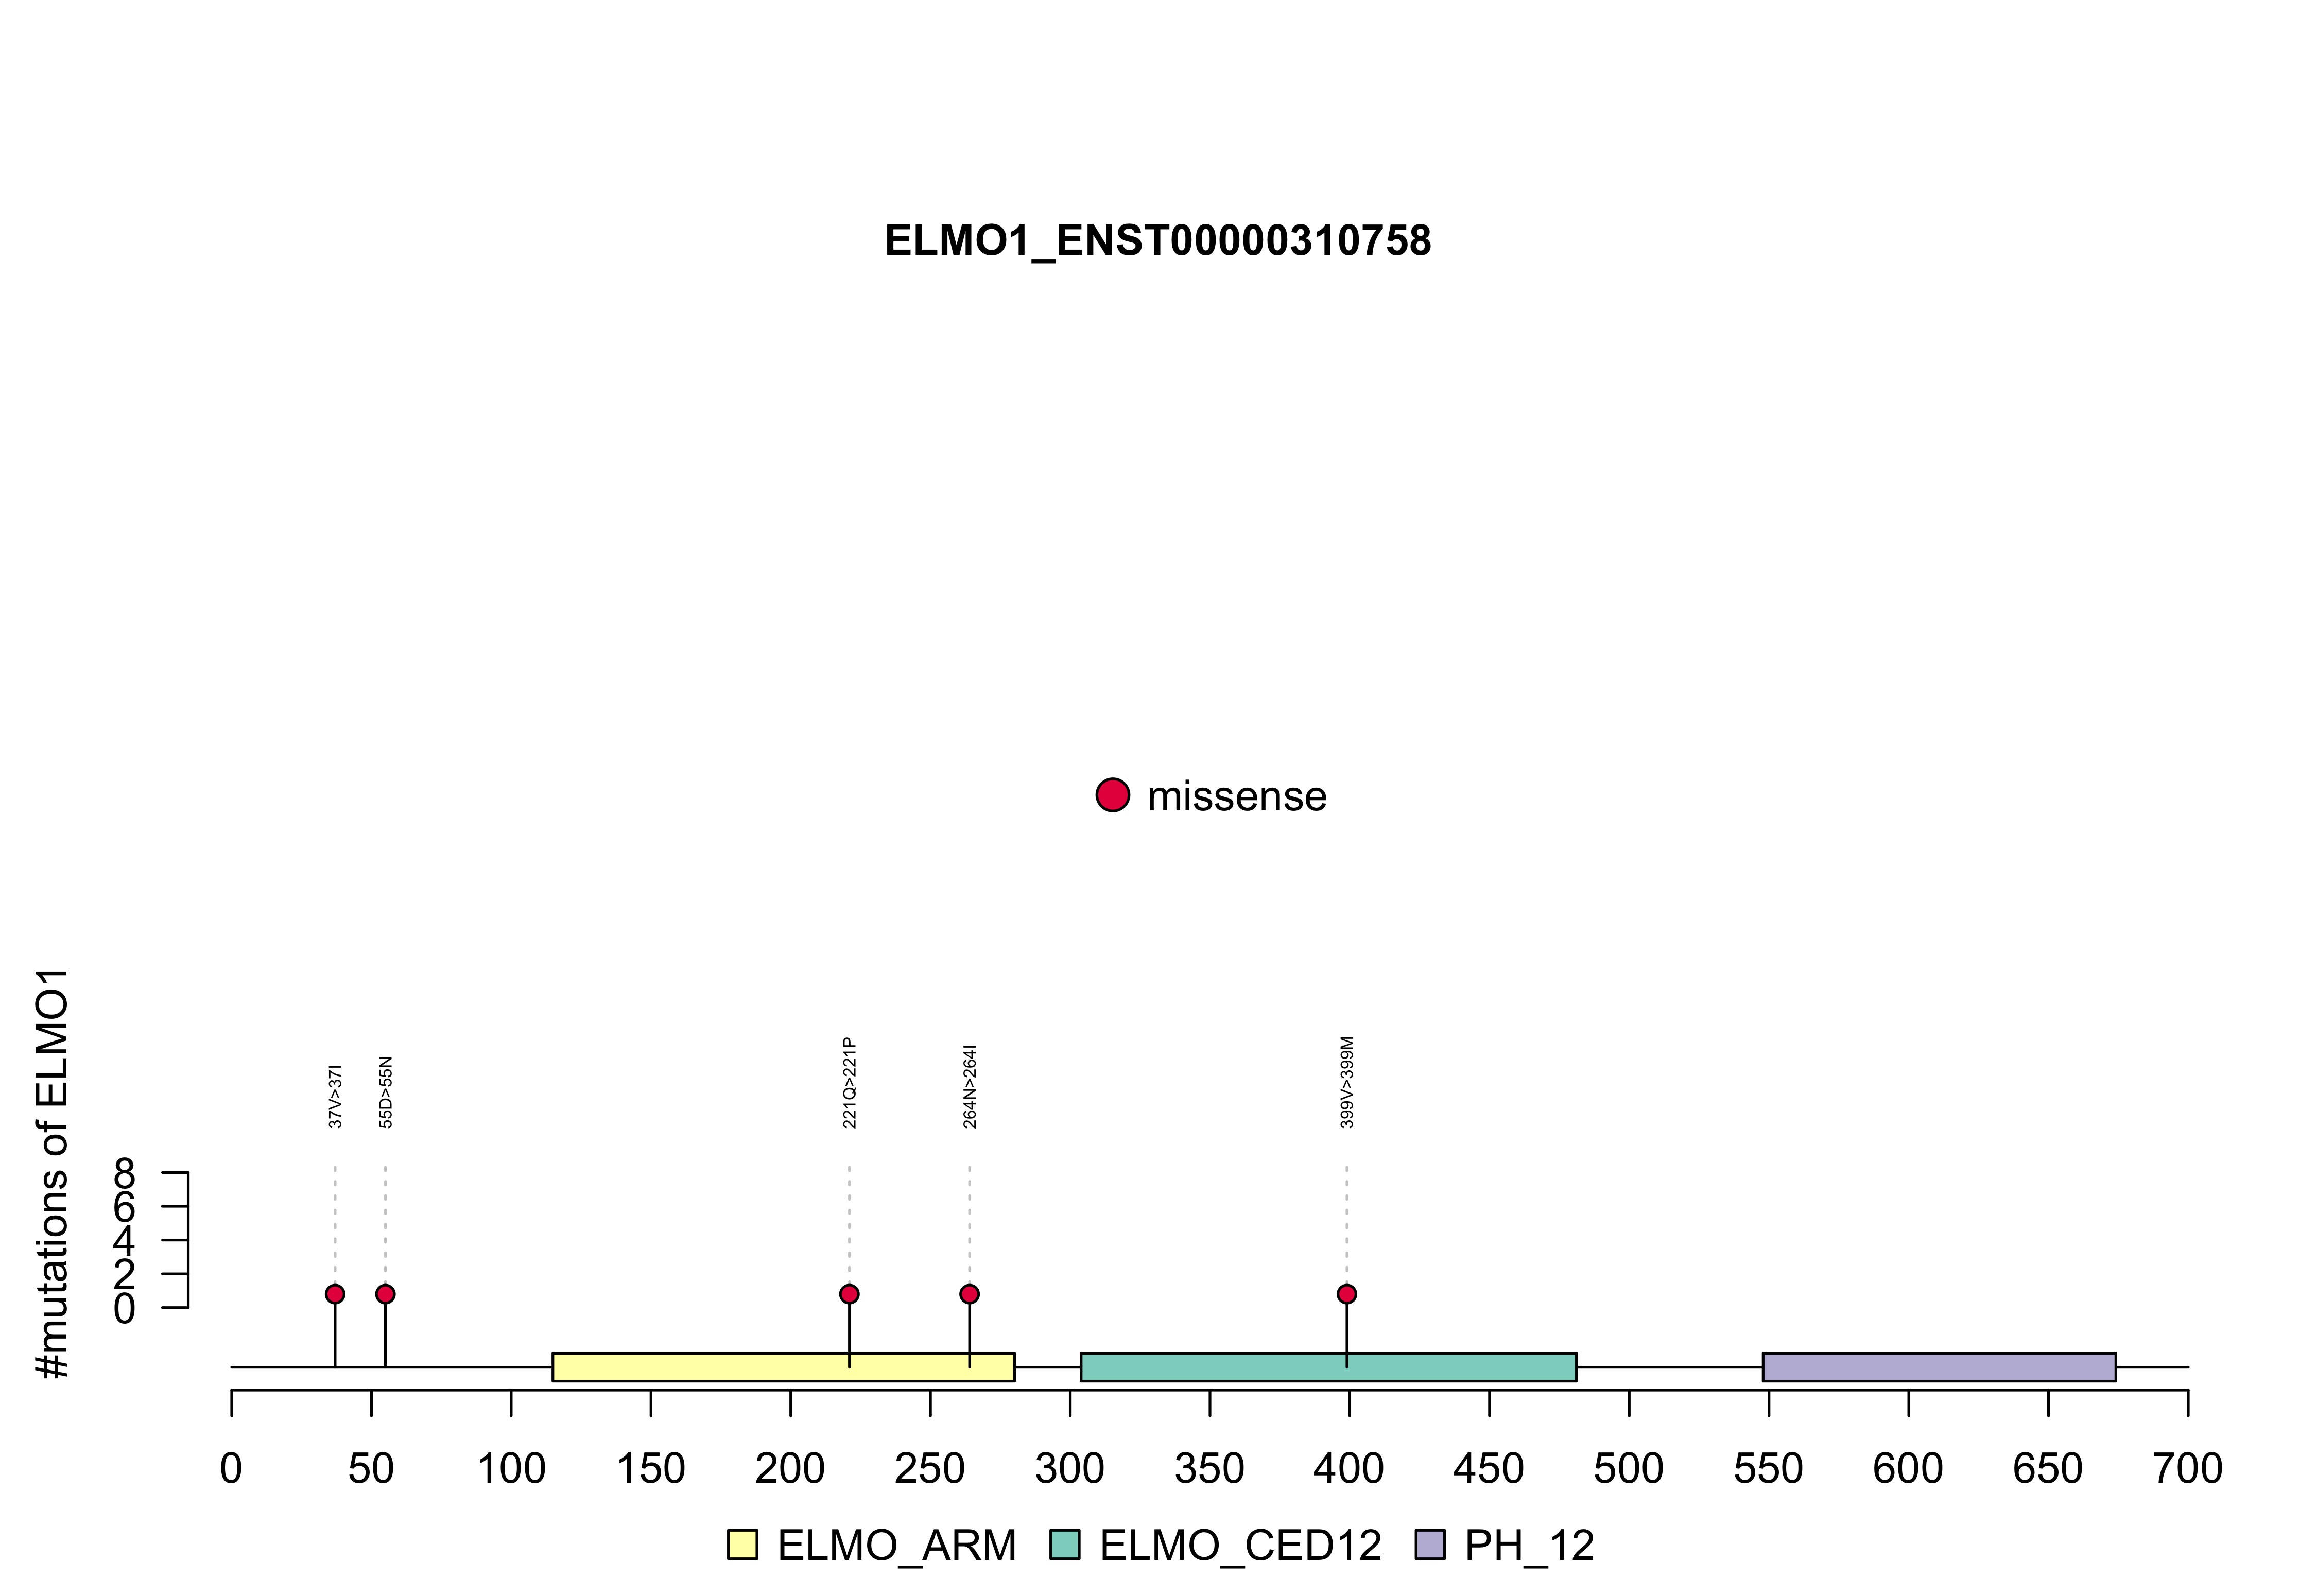 ELMO1_ENST00000310758
missense
#mutations of ELMO1
37V>37I
55D>55N
221Q>221P
264N>264I
399V>399M
8
6
4
2
0
0 50 100 150 200 250 300 350 400 450 500 550 600 650 700
ELMO_ARM ELMO_CED12 PH_12